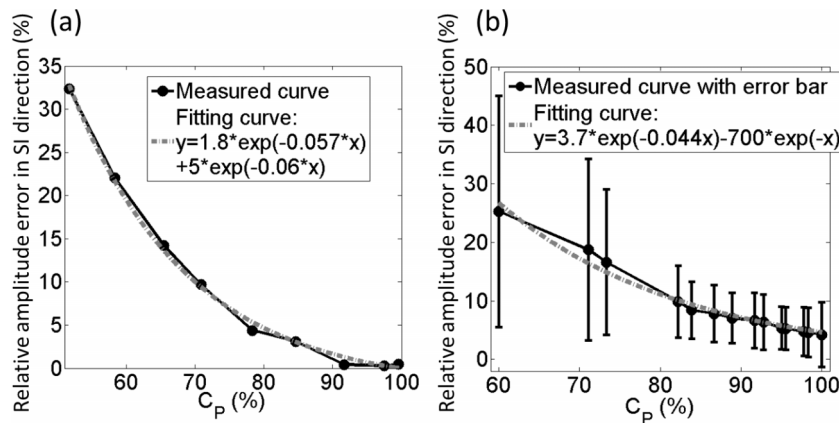 (a)
Relative amplitude error in SI direction (%)
35
30
25
20
15
10
5
0
Measured curve
Fitting curve:
y=1.8*exp(-0.057*x)
+5*exp(-0.06*x)
60
70
80
90
100
C_P (%)
(b)
Relative amplitude error in SI direction (%)
50
40
30
20
10
0
Measured curve with error bar
Fitting curve:
y=3.7*exp(-0.044x)-700*exp(-x)
60
70
80
90
100
C_P (%)